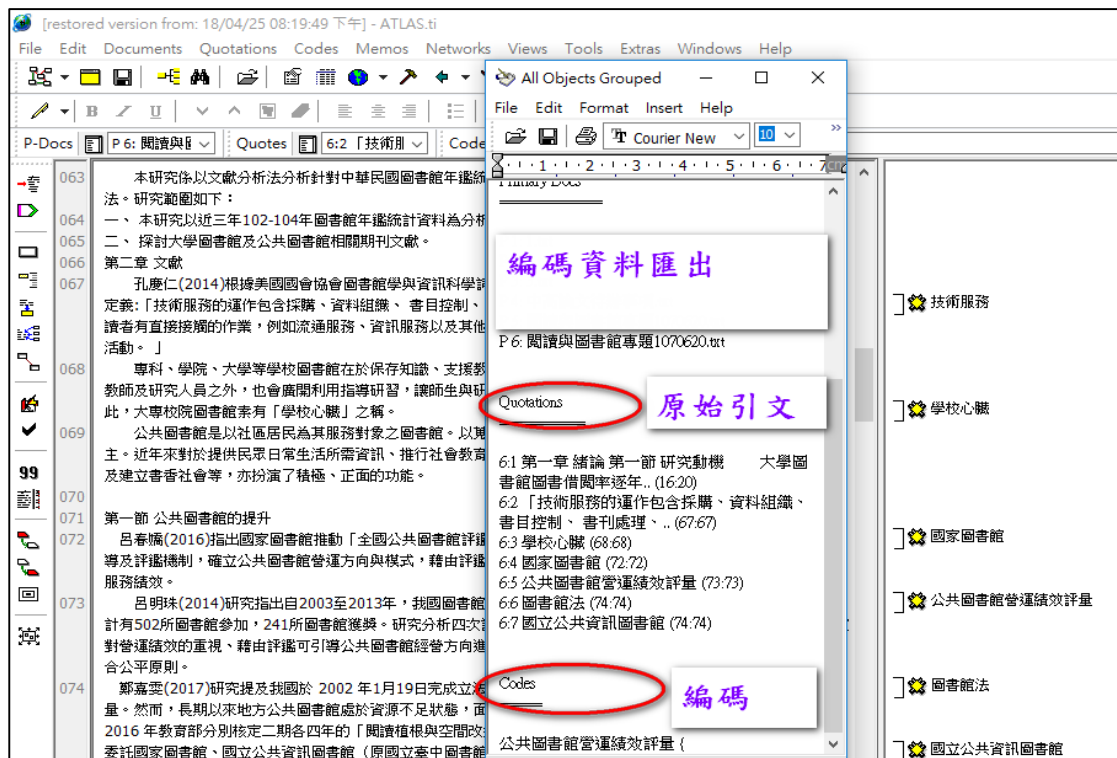 [restored version from: 18/04/25 08:19:49 下午] - ATLAS.ti
File Edit Documents Quotations Codes Memos Networks Views Tools Extras Windows Help
B I U
P-Docs P 6: 閱讀與 Quotes 6:2 「技術服 Code
063 本研究係以文獻分析法分析針對中華民國圖書館年鑑統
法。研究範圍如下：
064 一、 本研究以近三年102-104年圖書館年鑑統計資料為分析
065 二、 探討大學圖書館及公共圖書館相關期刊文獻。
066 第二章 文獻
067 孔慶仁(2014)根據美國國會協會圖書館學與資訊科學詞
定義:「技術服務的運作包含採購、資料組織、 書目控制、
讀者有直接接觸的作業，例如流通服務、資訊服務以及其他
活動。 」
068 專科、學院、大學等學校圖書館在於保存知識、支援教
教師及研究人員之外，也會廣開利用指導研習，讓師生與研
此，大專校院圖書館素有「學校心臟」之稱。
069 公共圖書館是以社區居民為其服務對象之圖書館。以其
主。近年來對於提供民眾日常生活所需資訊、推行社會教育
及建立書香社會等，亦扮演了積極、正面的功能。
070
071 第一節 公共圖書館的提升
072 呂春嬌(2016)指出國家圖書館推動「全國公共圖書館評鑑
導及評鑑機制，確立公共圖書館營運方向與模式，藉由評鑑
服務績效。
073 呂明珠(2014)研究指出自2003至2013年，我國圖書館
計有502所圖書館參加，241所圖書館獲獎。研究分析四次
對營運績效的重視、藉由評鑑可引導公共圖書館經營方向進
合公平原則。
074 鄭嘉雯(2017)研究提及我國於 2002 年1月19日完成立法
量。然而，長期以來地方公共圖書館處於資源不足狀態，面
2016 年教育部分別核定二期各四年的「閱讀植根與空間改
委託國家圖書館、國立公共資訊圖書館（原國立臺中圖書館
All Objects Grouped
File Edit Format Insert Help
Courier New 10
1 2 3 4 5 6 7 cm
Primary Docs
編碼資料匯出
P 6: 閱讀與圖書館專題1070620.txt
Quotations
原始引文
6:1 第一章 緒論 第一節 研究動機 大學圖
書館圖書借閱率逐年.. (16:20)
6:2 「技術服務的運作包含採購、資料組織、
書目控制、 書刊處理、.. (67:67)
6:3 學校心臟 (68:68)
6:4 國家圖書館 (72:72)
6:5 公共圖書館營運績效評量 (73:73)
6:6 圖書館法 (74:74)
6:7 國立公共資訊圖書館 (74:74)
Codes
編碼
公共圖書館營運績效評量 {
技術服務
學校心臟
國家圖書館
公共圖書館營運績效評量
圖書館法
國立公共資訊圖書館